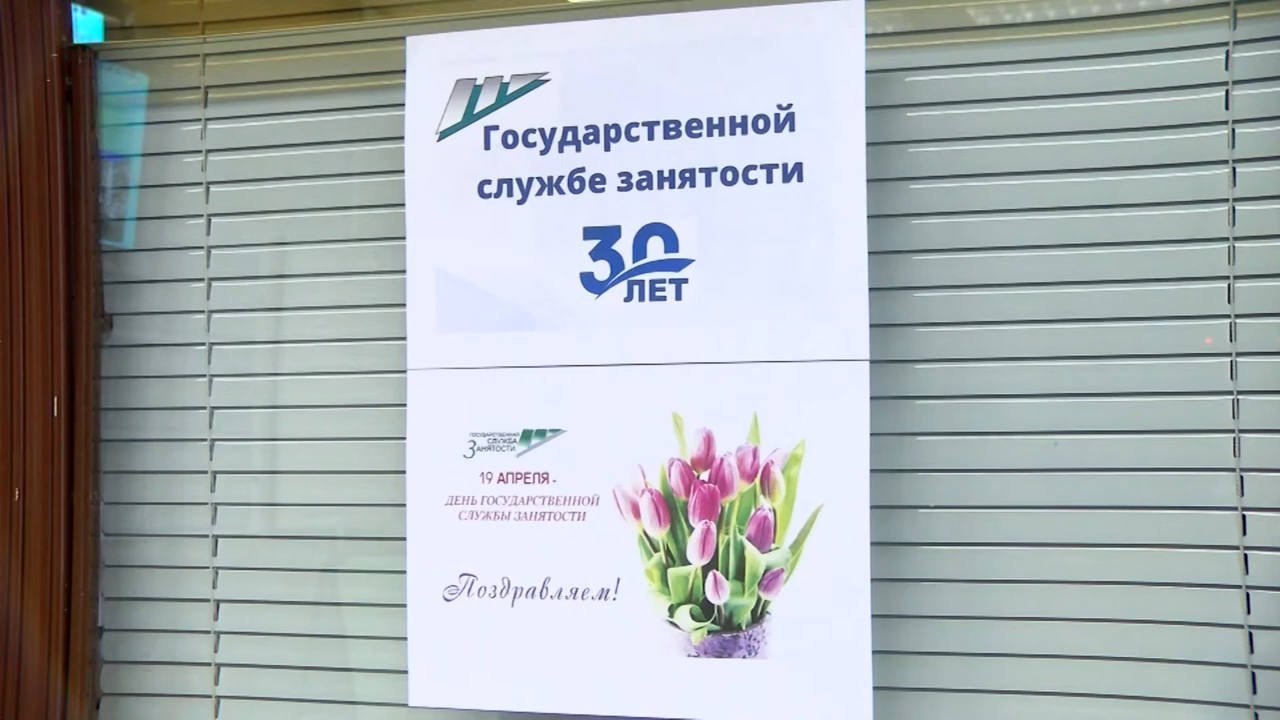 Государственной
службе занятости
30
ЛЕТ
ГОСУДАРСТВЕННАЯ
СЛУЖБА
ЗАНЯТОСТИ
19 АПРЕЛЯ -
ДЕНЬ ГОСУДАРСТВЕННОЙ
СЛУЖБЫ ЗАНЯТОСТИ
Поздравляем!